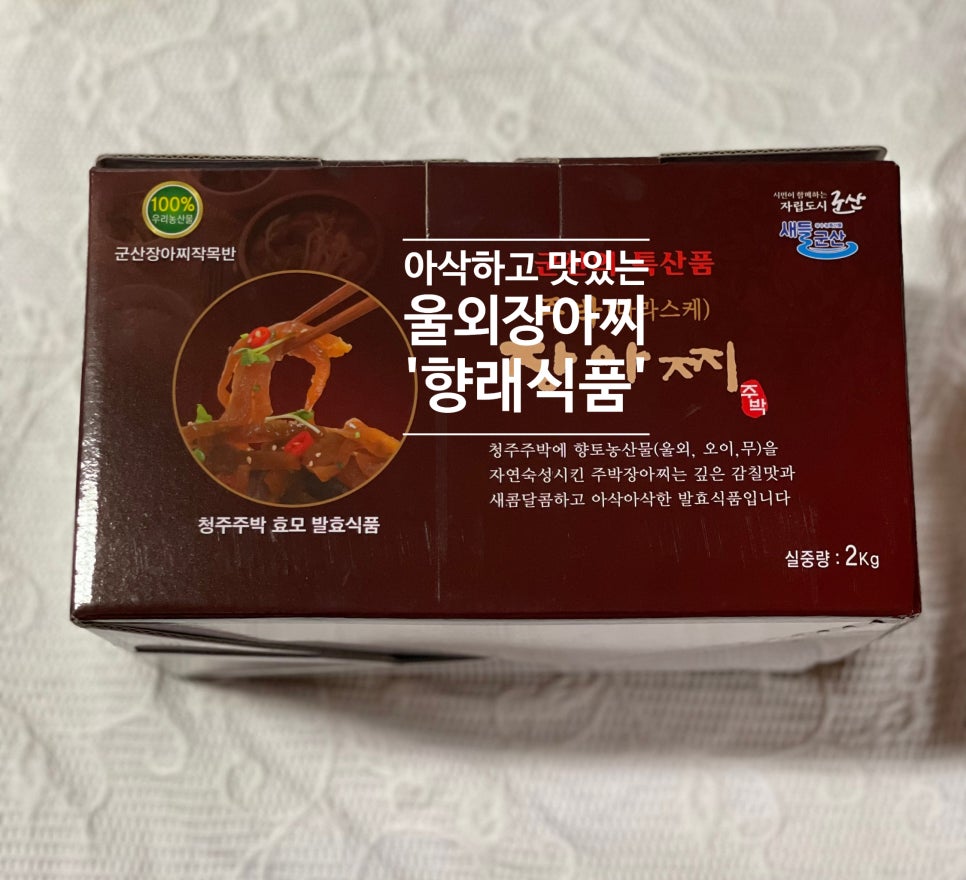 100%
우리농산물
군산장아찌작목반
시민이 함께하는
자립도시 군산
새들군산
아삭하고 맛있는
울외장아찌
'향래식품'
특산품
장아찌
주박
청주주박에 향토농산물(울외, 오이,무)을
자연숙성시킨 주박장아찌는 깊은 감칠맛과
새콤달콤하고 아삭아삭한 발효식품입니다
청주주박 효모 발효식품
실중량 : 2Kg